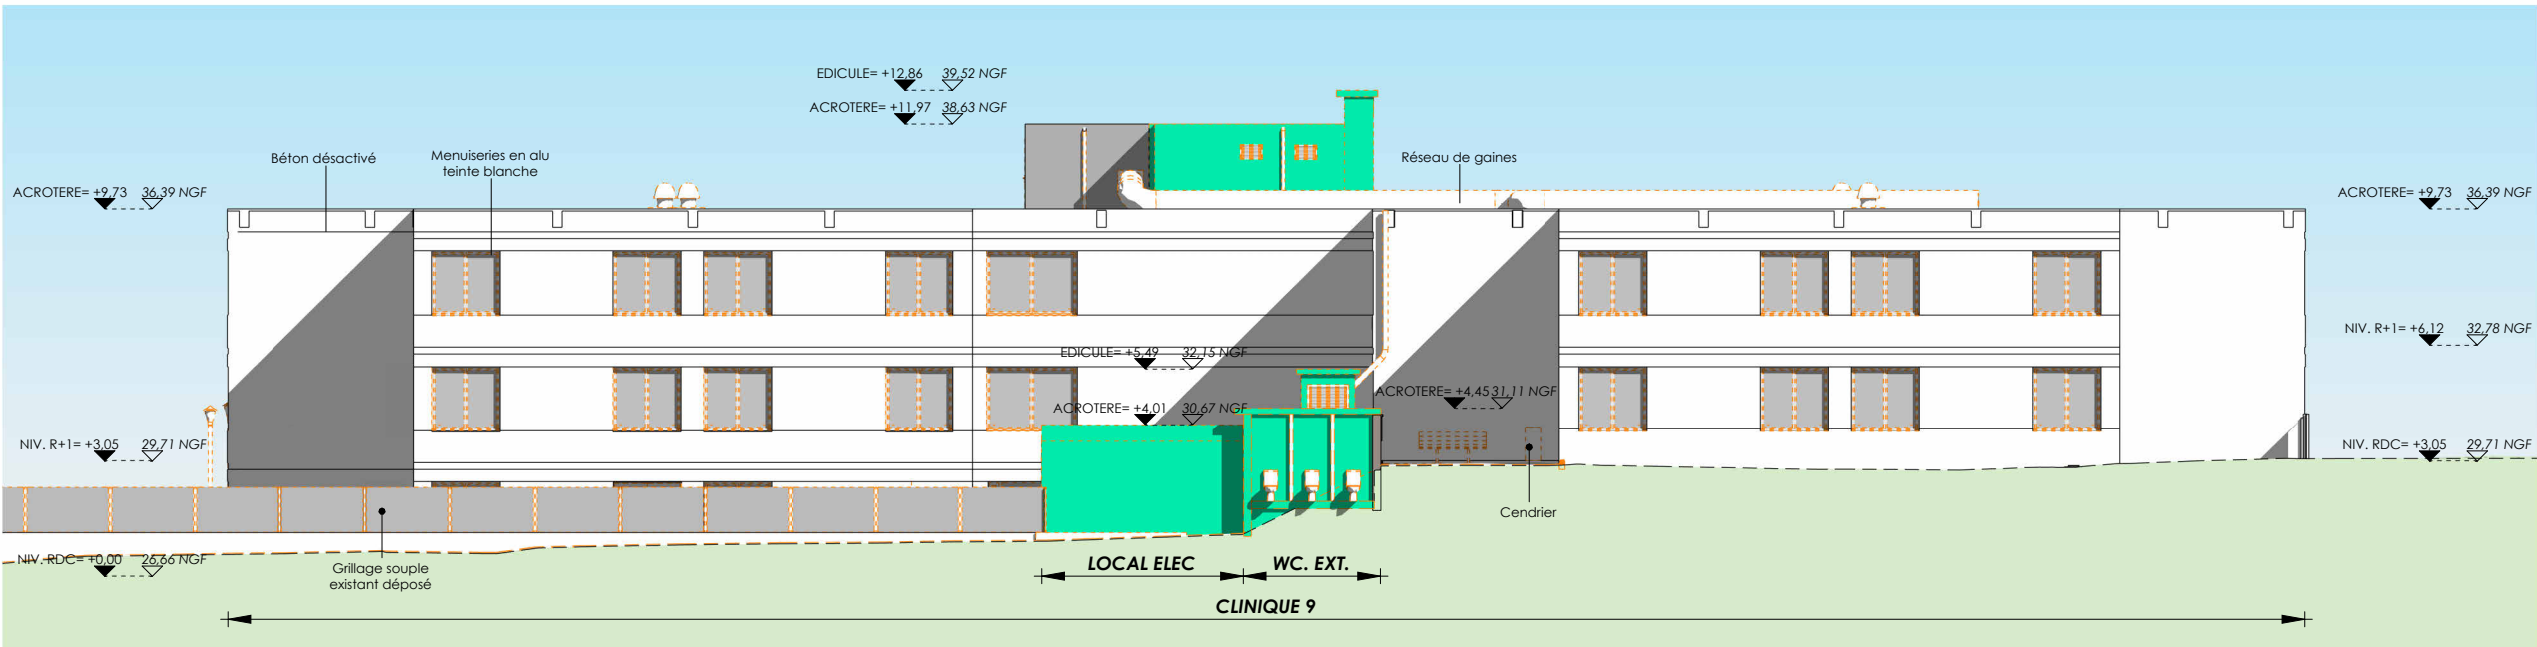 EDICULE= +12,86 39,52 NGF
ACROTERE= +11,97 38,63 NGF
Béton désactivé
Menuiseries en alu
teinte blanche
Réseau de gaines
ACROTERE= +9,73 36,39 NGF
ACROTERE= +9,73 36,39 NGF
NIV. R+1= +6,12 32,78 NGF
EDICULE= +5,49 32,15 NGF
ACROTERE= +4,45 31,11 NGF
ACROTERE= +4,01 30,67 NGF
NIV. R+1= +3,05 29,71 NGF
NIV. RDC= +3,05 29,71 NGF
Cendrier
NIV. RDC= +0,00 26,66 NGF
Grillage souple
existant déposé
LOCAL ELEC
WC. EXT.
CLINIQUE 9